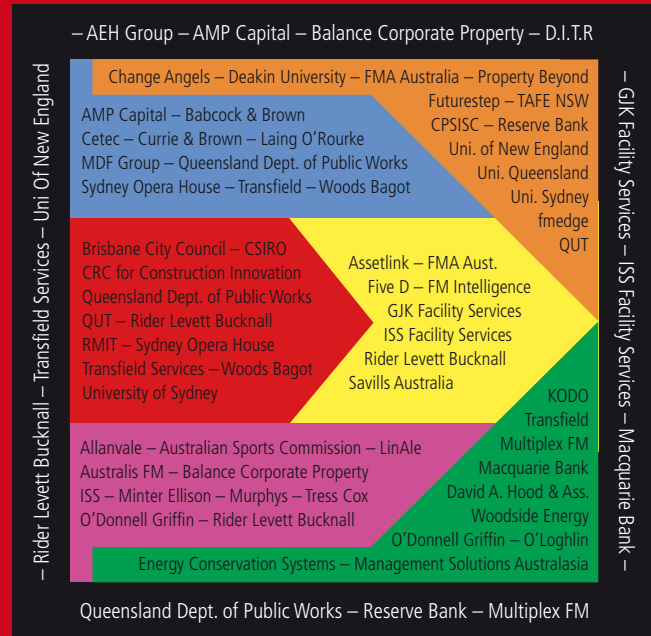 – AEH Group – AMP Capital – Balance Corporate Property – D.I.T.R
– Rider Levett Bucknall – Transfield Services – Uni Of New England
Change Angels – Deakin University – FMA Australia – Property Beyond
Futurestep – TAFE NSW
CPSISC – Reserve Bank
Uni. of New England
Uni. Queensland
Uni. Sydney
fmedge
QUT
AMP Capital – Babcock & Brown
Cetec – Currie & Brown – Laing O’Rourke
MDF Group – Queensland Dept. of Public Works
Sydney Opera House – Transfield – Woods Bagot
Brisbane City Council – CSIRO
CRC for Construction Innovation
Queensland Dept. of Public Works
QUT – Rider Levett Bucknall
RMIT – Sydney Opera House
Transfield Services – Woods Bagot
University of Sydney
Assetlink – FMA Aust.
Five D – FM Intelligence
GJK Facility Services
ISS Facility Services
Rider Levett Bucknall
Savills Australia
Allanvale – Australian Sports Commission – LinAle
Australis FM – Balance Corporate Property
ISS – Minter Ellison – Murphys – Tress Cox
O’Donnell Griffin – Rider Levett Bucknall
KODO
Transfield
Multiplex FM
Macquarie Bank
David A. Hood & Ass.
Woodside Energy
O’Donnell Griffin – O’Loghlin
Energy Conservation Systems – Management Solutions Australasia
– GJK Facility Services – ISS Facility Services – Macquarie Bank –
Queensland Dept. of Public Works – Reserve Bank – Multiplex FM